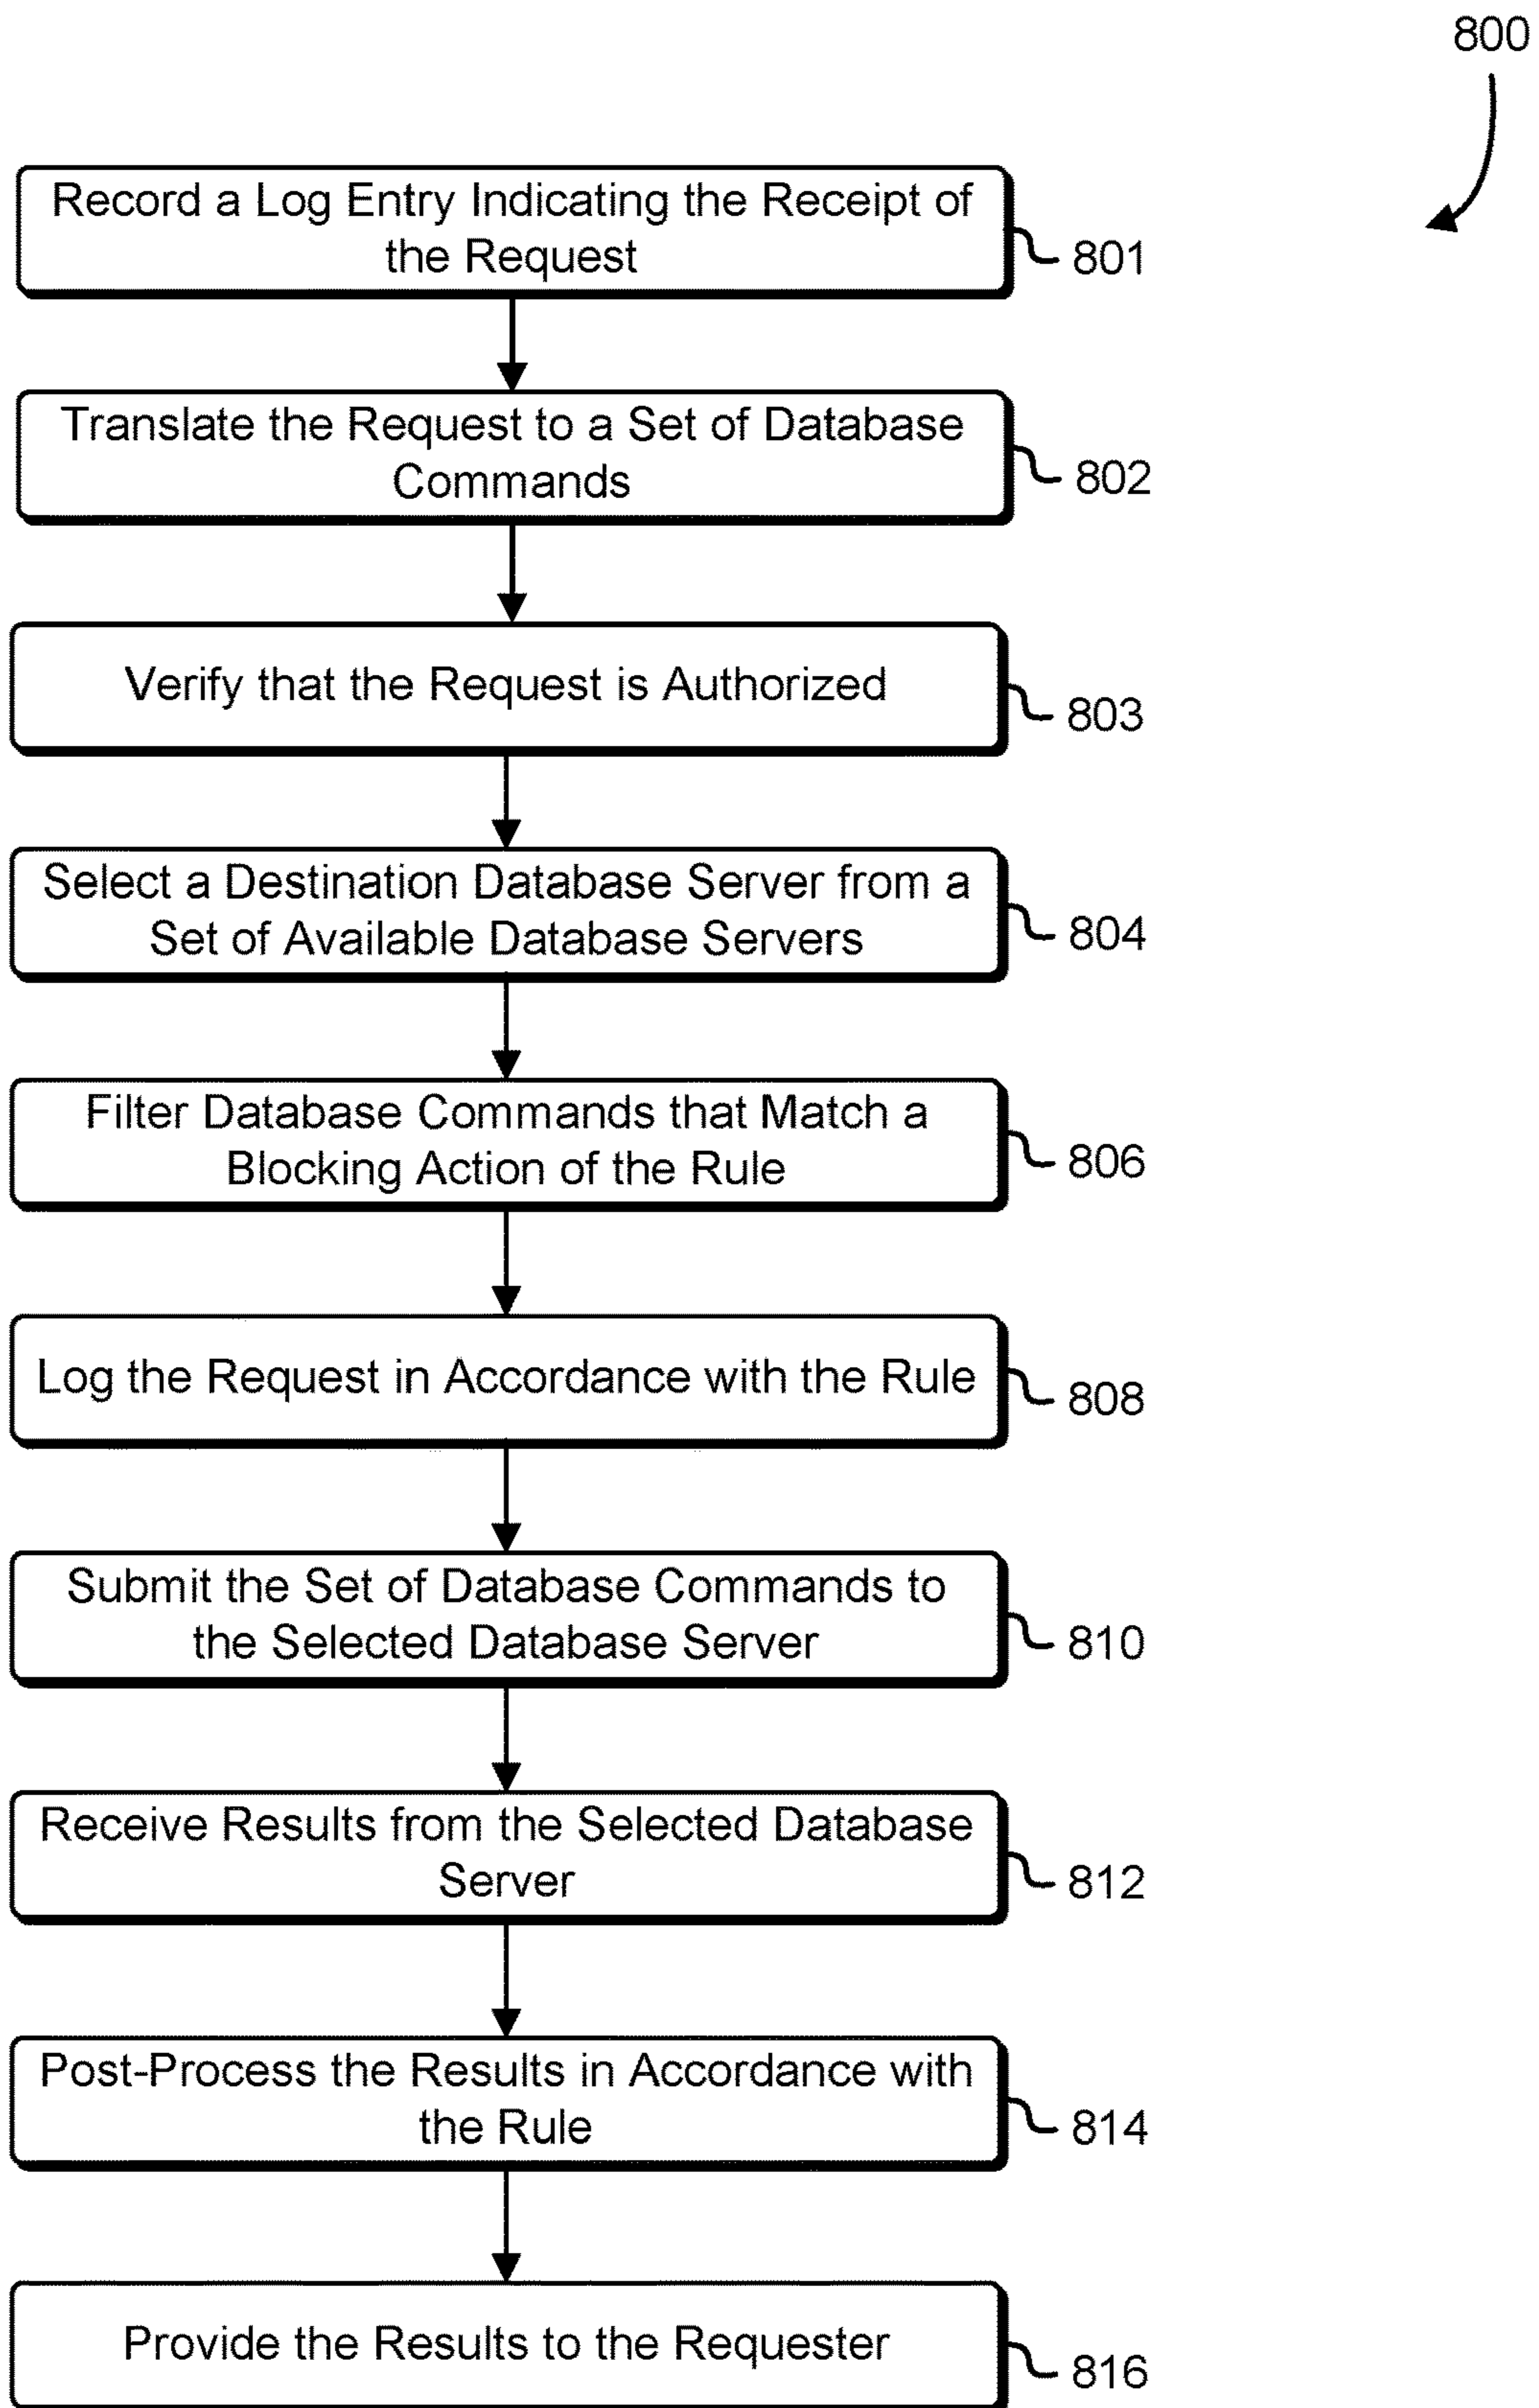 800
Record a Log Entry Indicating the Receipt of
the Request
801
Translate the Request to a Set of Database
Commands
802
Verify that the Request is Authorized
803
Select a Destination Database Server from a
Set of Available Database Servers
804
Filter Database Commands that Match a
Blocking Action of the Rule
806
Log the Request in Accordance with the Rule
808
Submit the Set of Database Commands to
the Selected Database Server
810
Receive Results from the Selected Database
Server
812
Post-Process the Results in Accordance with
the Rule
814
Provide the Results to the Requester
816